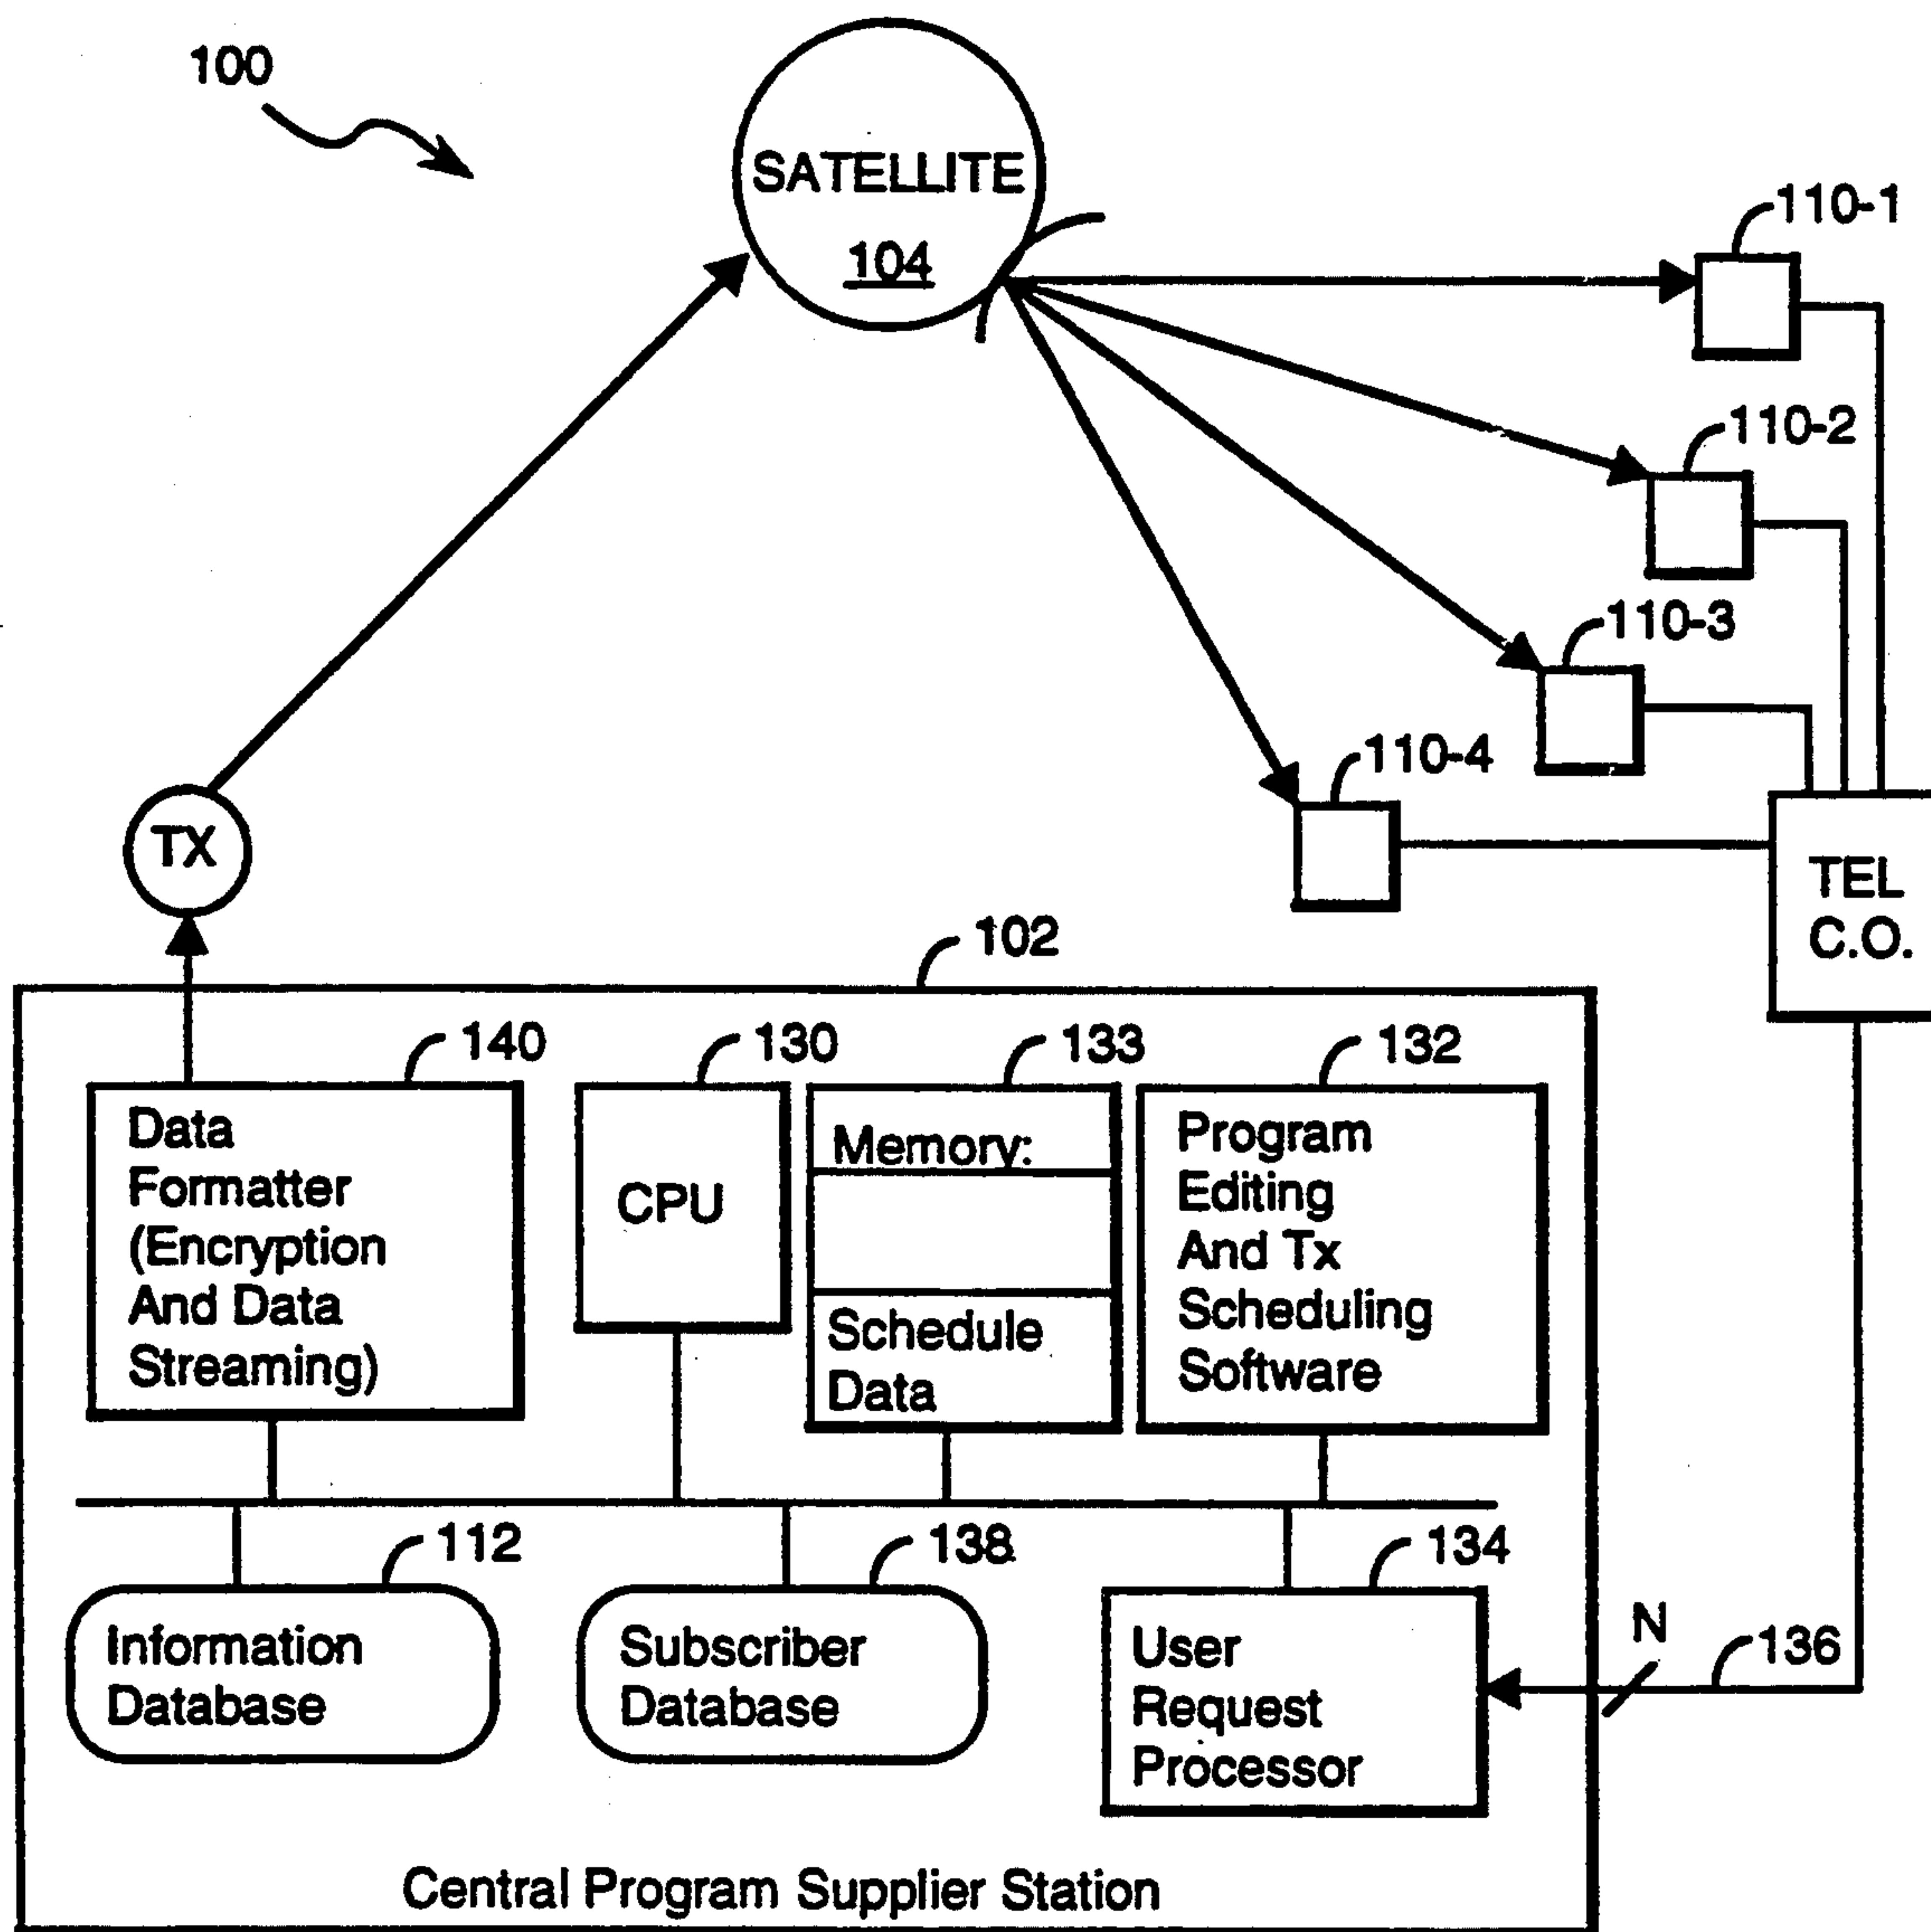 100
SATELLITE
104
110-1
110-2
110-3
110-4
TX
TEL
C.O.
102
140
130
133
132
Data
Formatter
(Encryption
And Data
Streaming)
CPU
Memory:
Schedule
Data
Program
Editing
And Tx
Scheduling
Software
112
138
134
Information
Database
Subscriber
Database
User
Request
Processor
N
136
Central Program Supplier Station